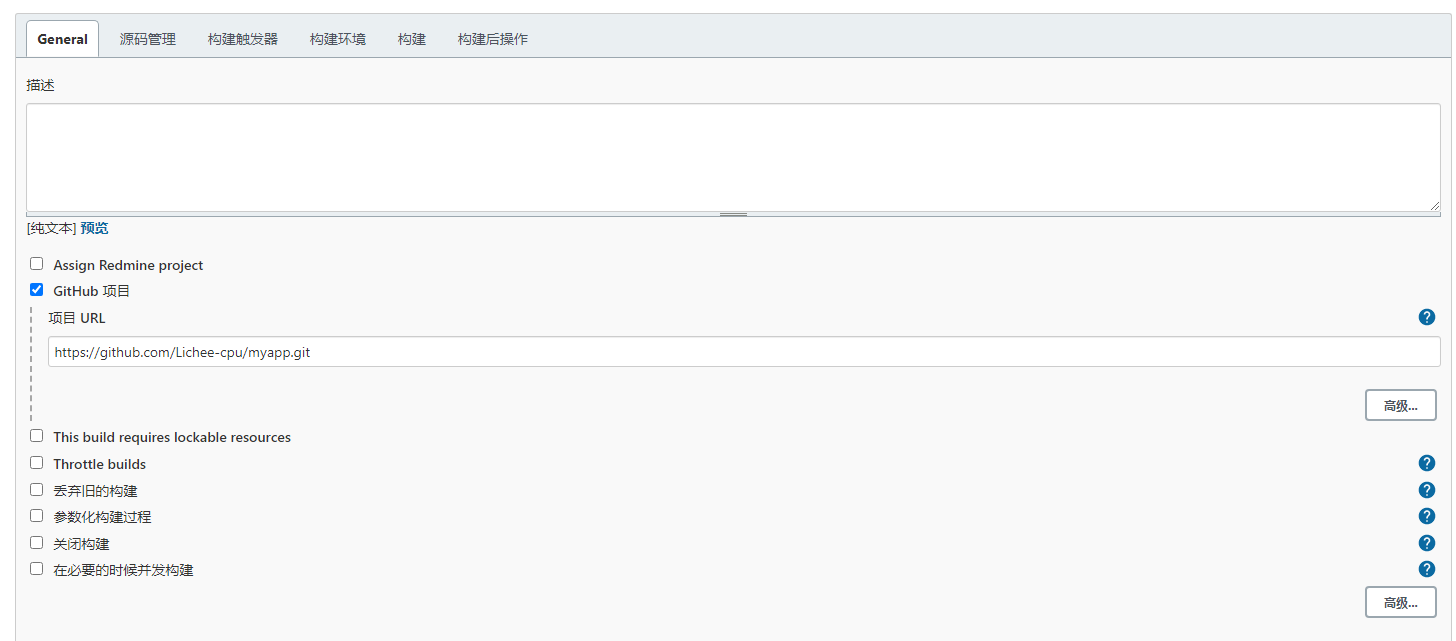 General 源码管理 构建触发器 构建环境 构建 构建后操作
描述
[纯文本] 预览
Assign Redmine project
GitHub 项目
项目 URL
https://github.com/Lichee-cpu/myapp.git
高级...
This build requires lockable resources
Throttle builds
丢弃旧的构建
参数化构建过程
关闭构建
在必要的时候并发构建
高级...